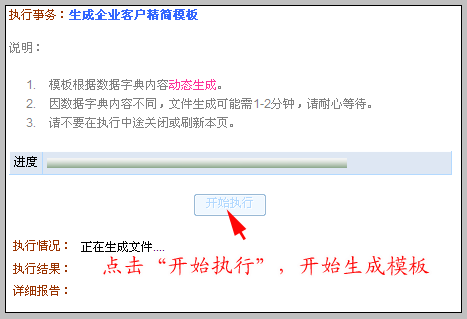 执行事务：生成企业客户精简模板
说明：
1. 模板根据数据字典内容动态生成。
2. 因数据字典内容不同，文件生成可能需1-2分钟，请耐心等待。
3. 请不要在执行中途关闭或刷新本页。
进度
开始执行
执行情况： 正在生成文件....
执行结果：
点击“开始执行”，开始生成模板
详细报告：